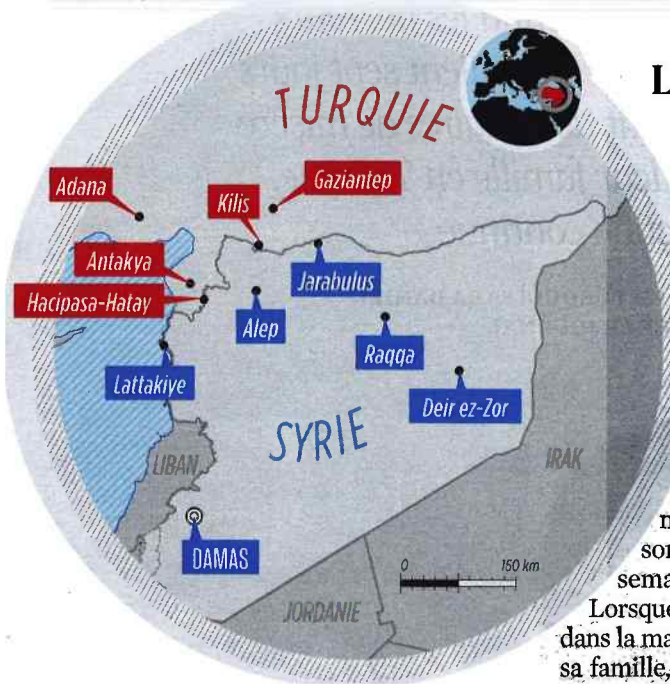 TURQUIE
Adana
Kilis
Gaziantep
Antakya
Hacipasa-Hatay
Jarabulus
Alep
Raqqa
Lattakiye
Deir ez-Zor
SYRIE
LIBAN
IRAK
DAMAS
0 150 km
JORDANIE
L
sema
Lorsque
dans la ma
sa famille,